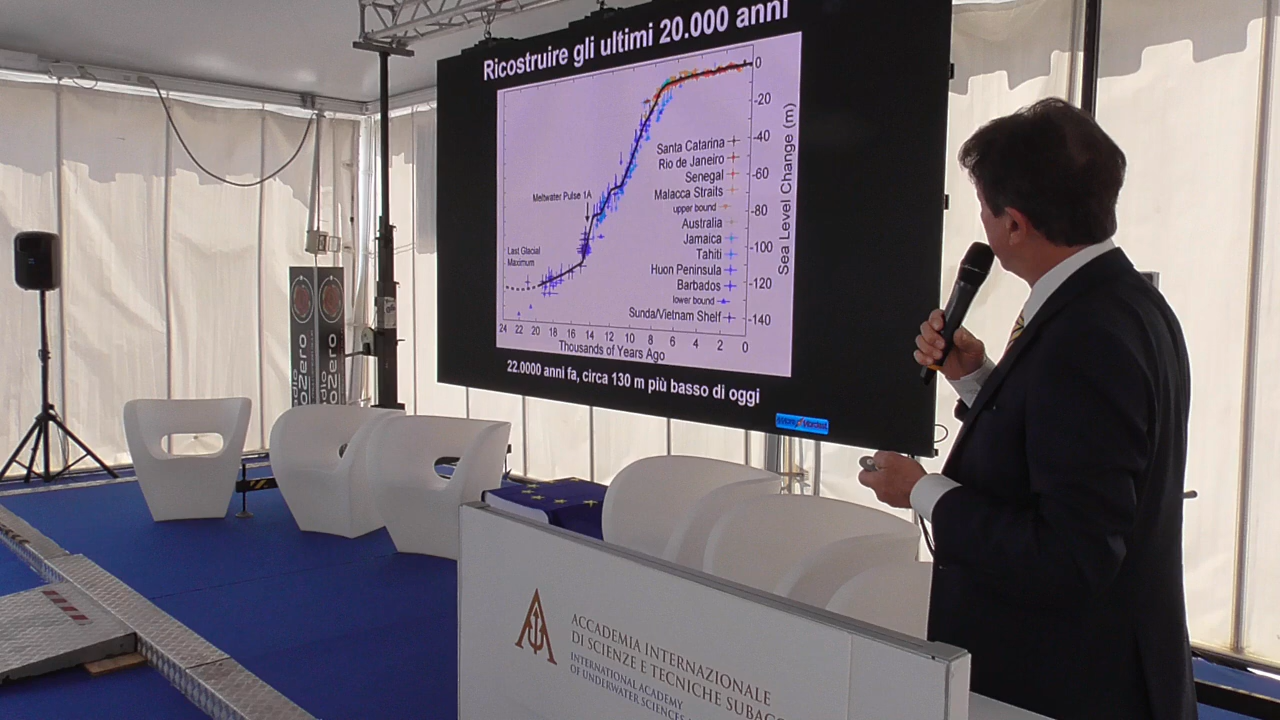 Ricostruire gli ultimi 20.000 anni
0
-20
-40
-60
-80
-100
-120
-140
Sea Level Change (m)
Santa Catarina
Rio de Janeiro
Senegal
Malacca Straits
upper bound
Australia
Jamaica
Tahiti
Huon Peninsula
Barbados
lower bound
Sunda/Vietnam Shelf
Meltwater Pulse 1A
Last Glacial
Maximum
24 22 20 18 16 14 12 10 8 6 4 2 0
Thousands of Years Ago
22.0000 anni fa, circa 130 m più basso di oggi
ACCADEMIA INTERNAZIONALE
DI SCIENZE E TECNICHE
INTERNATIONAL ACADEMY
OF UNDERWATER SCIENCES